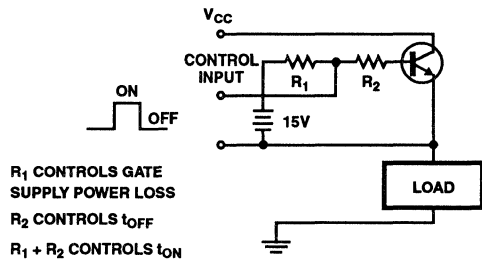 VCC
CONTROL
INPUT
R1
R2
ON
OFF
15V
R1 CONTROLS GATE
SUPPLY POWER LOSS
R2 CONTROLS tOFF
R1 + R2 CONTROLS tON
LOAD